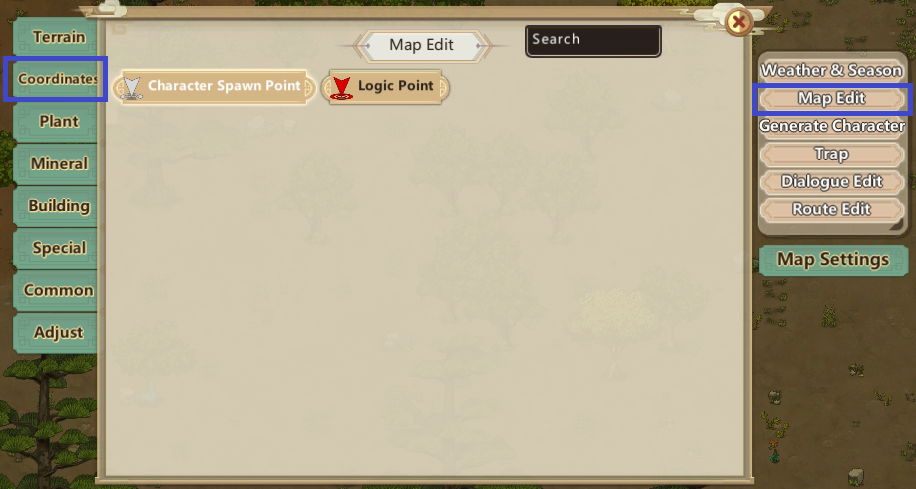 Terrain
Coordinates
Plant
Mineral
Building
Special
Common
Adjust
Map Edit
Search
Character Spawn Point
Logic Point
Weather & Season
Map Edit
Generate Character
Trap
Dialogue Edit
Route Edit
Map Settings